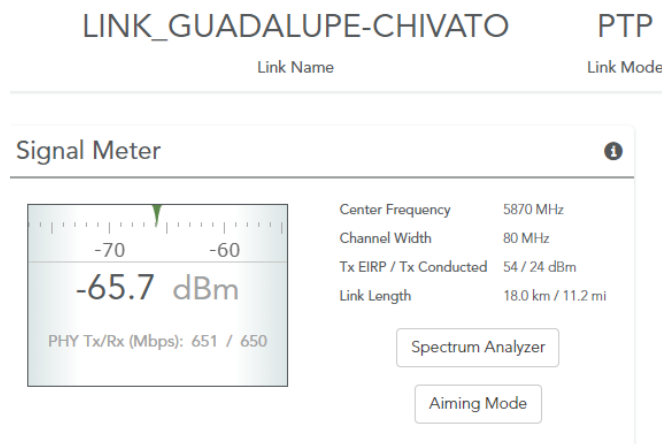 LINK_GUADALUPE-CHIVATO PTP
Link Name Link Mode
Signal Meter
-70 -60
-65.7 dBm
PHY Tx/Rx (Mbps): 651 / 650
Center Frequency 5870 MHz
Channel Width 80 MHz
Tx EIRP / Tx Conducted 54 / 24 dBm
Link Length 18.0 km / 11.2 mi
Spectrum Analyzer
Aiming Mode